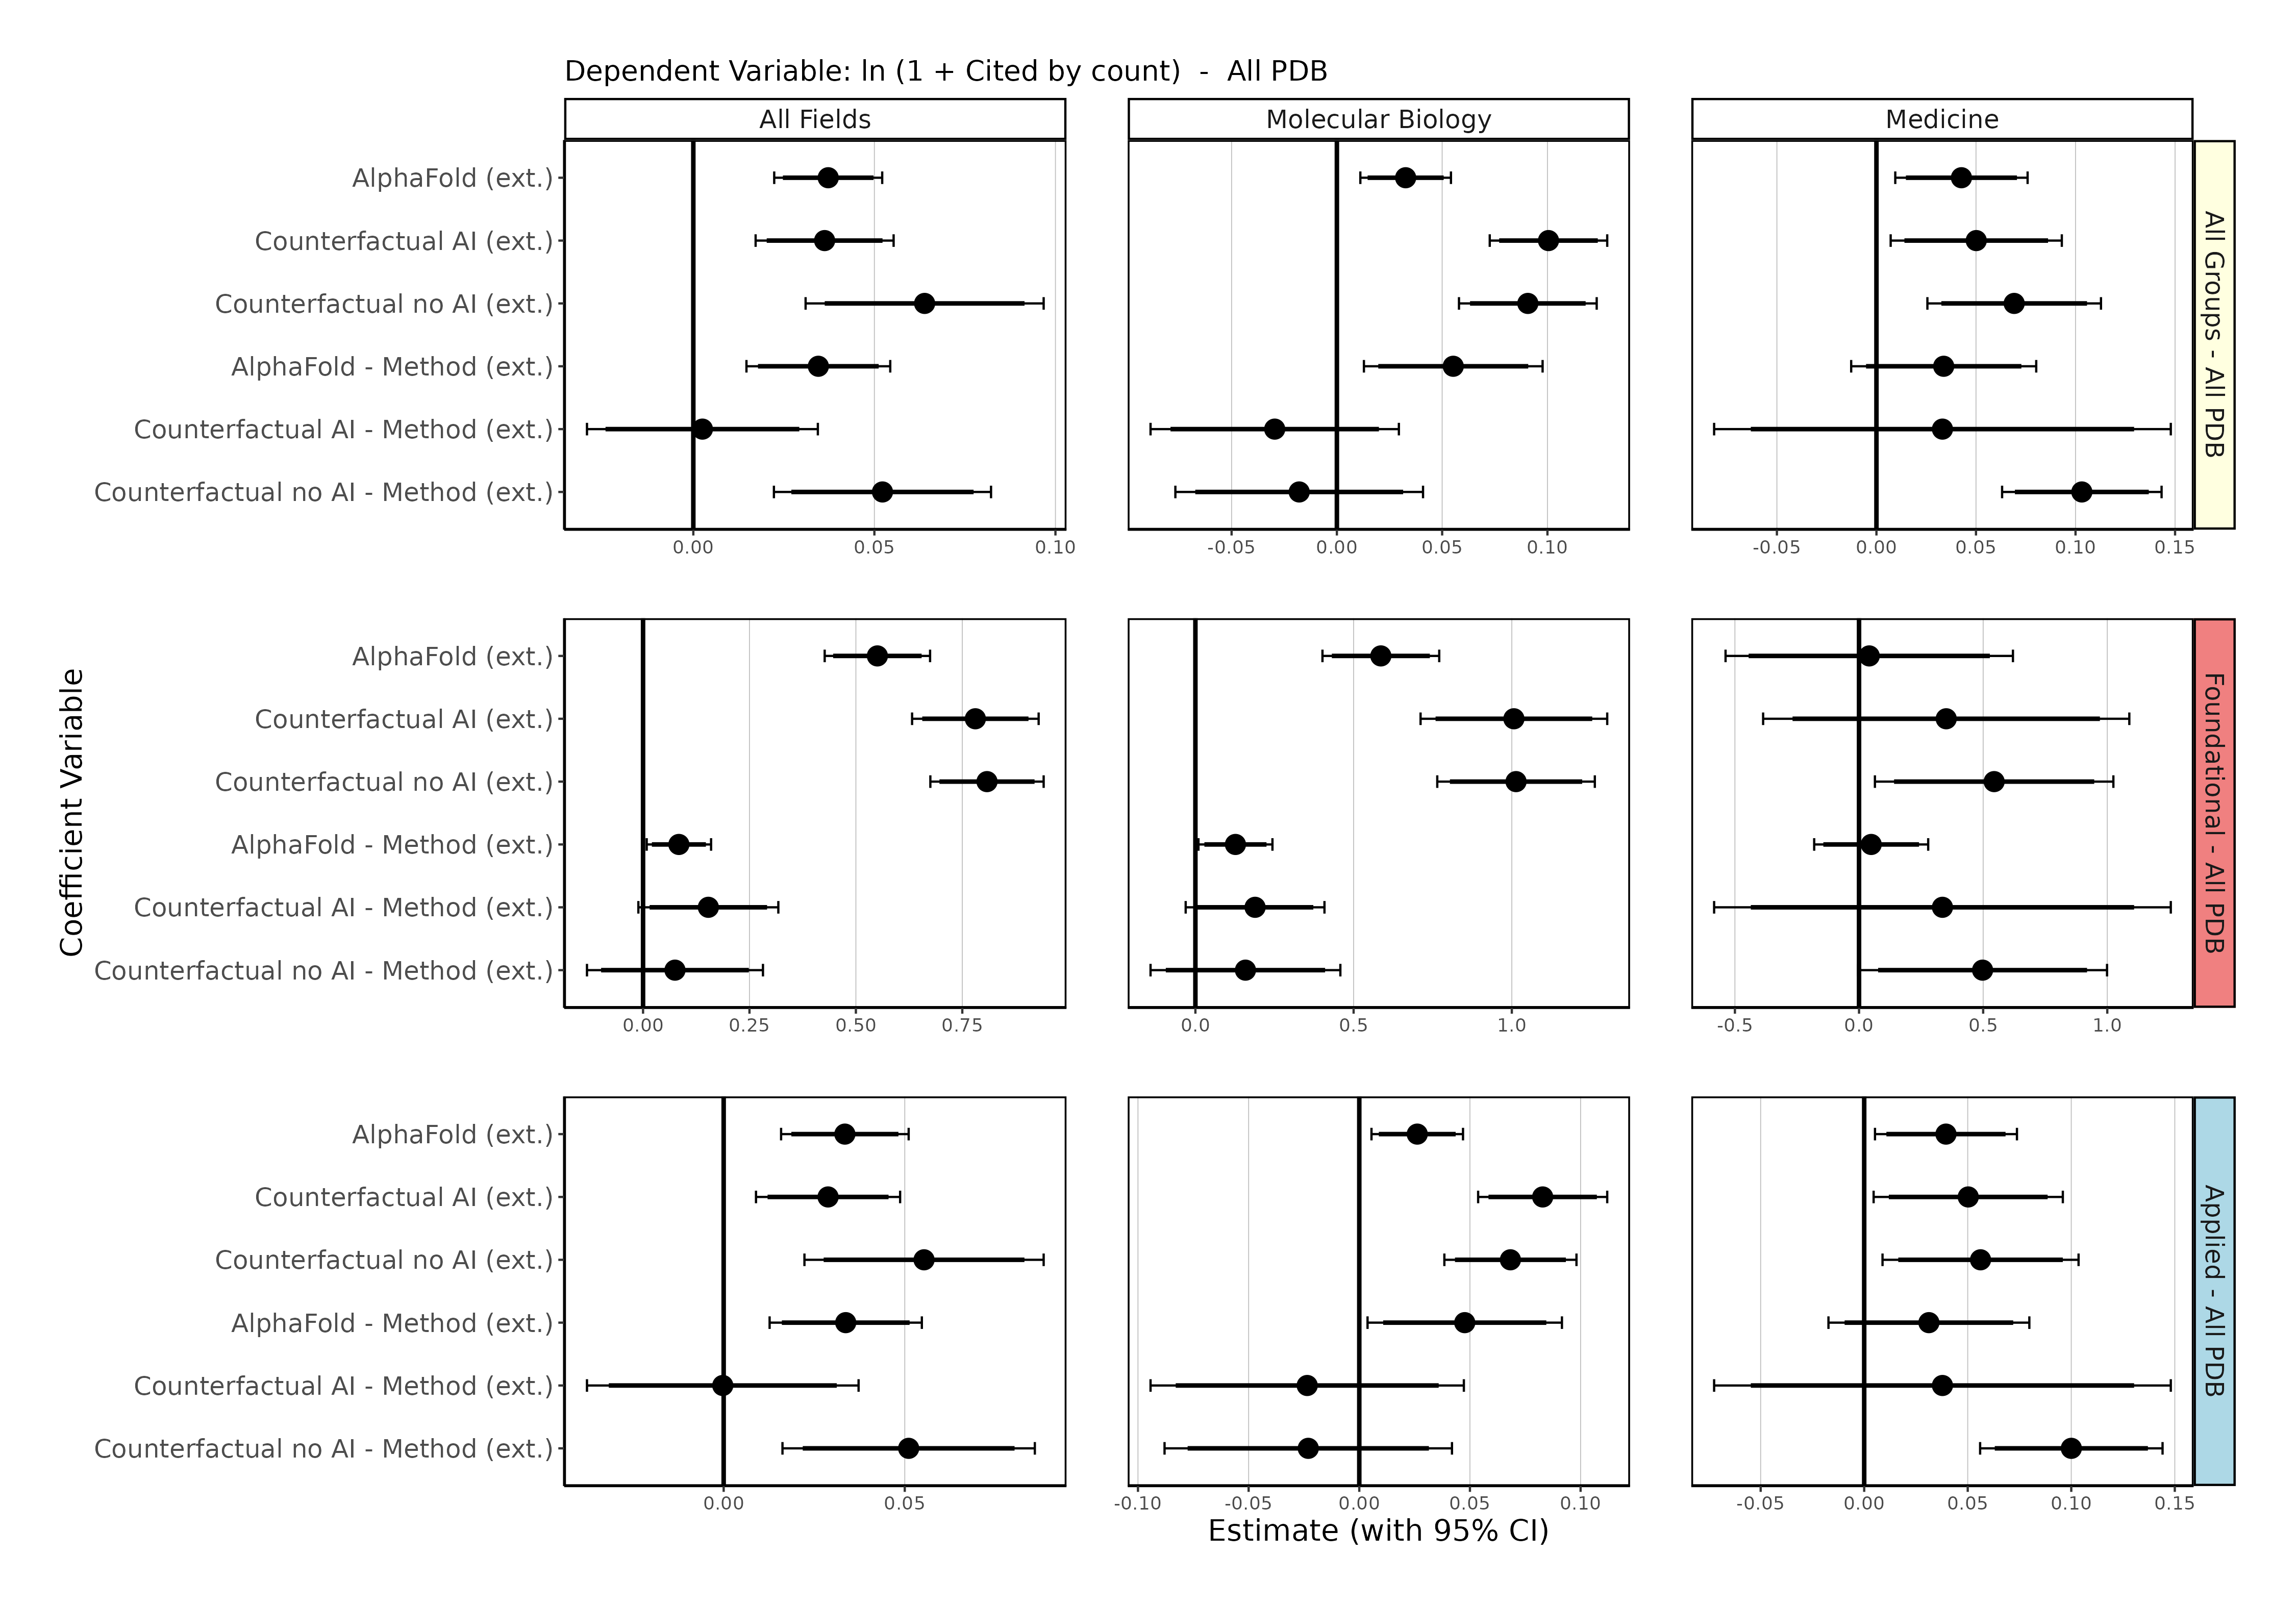 Dependent Variable: ln (1 + Cited by count)  -  All PDB
All Fields
Molecular Biology
Medicine
AlphaFold (ext.)
Counterfactual AI (ext.)
Counterfactual no AI (ext.)
AlphaFold - Method (ext.)
Counterfactual AI - Method (ext.)
Counterfactual no AI - Method (ext.)
0.00 0.05 0.10
-0.05 0.00 0.05 0.10
-0.05 0.00 0.05 0.10 0.15
All Groups - All PDB
Coefficient Variable
AlphaFold (ext.)
Counterfactual AI (ext.)
Counterfactual no AI (ext.)
AlphaFold - Method (ext.)
Counterfactual AI - Method (ext.)
Counterfactual no AI - Method (ext.)
0.00 0.25 0.50 0.75
0.0 0.5 1.0
-0.5 0.0 0.5 1.0
Foundational - All PDB
AlphaFold (ext.)
Counterfactual AI (ext.)
Counterfactual no AI (ext.)
AlphaFold - Method (ext.)
Counterfactual AI - Method (ext.)
Counterfactual no AI - Method (ext.)
0.00 0.05
-0.10 -0.05 0.00 0.05 0.10
-0.05 0.00 0.05 0.10 0.15
Applied - All PDB
Estimate (with 95% CI)